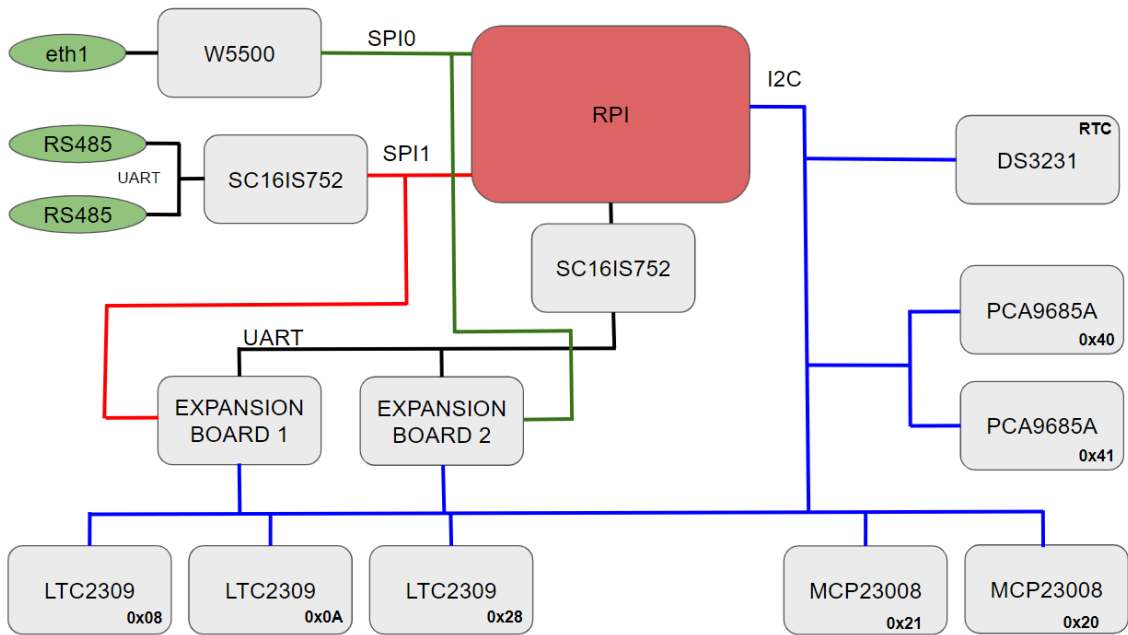 eth1
W5500
SPI0
RPI
I2C
RTC
DS3231
RS485
UART
RS485
SC16IS752
SPI1
SC16IS752
PCA9685A
0x40
PCA9685A
0x41
UART
EXPANSION
BOARD 1
EXPANSION
BOARD 2
LTC2309
0x08
LTC2309
0x0A
LTC2309
0x28
MCP23008
0x21
MCP23008
0x20